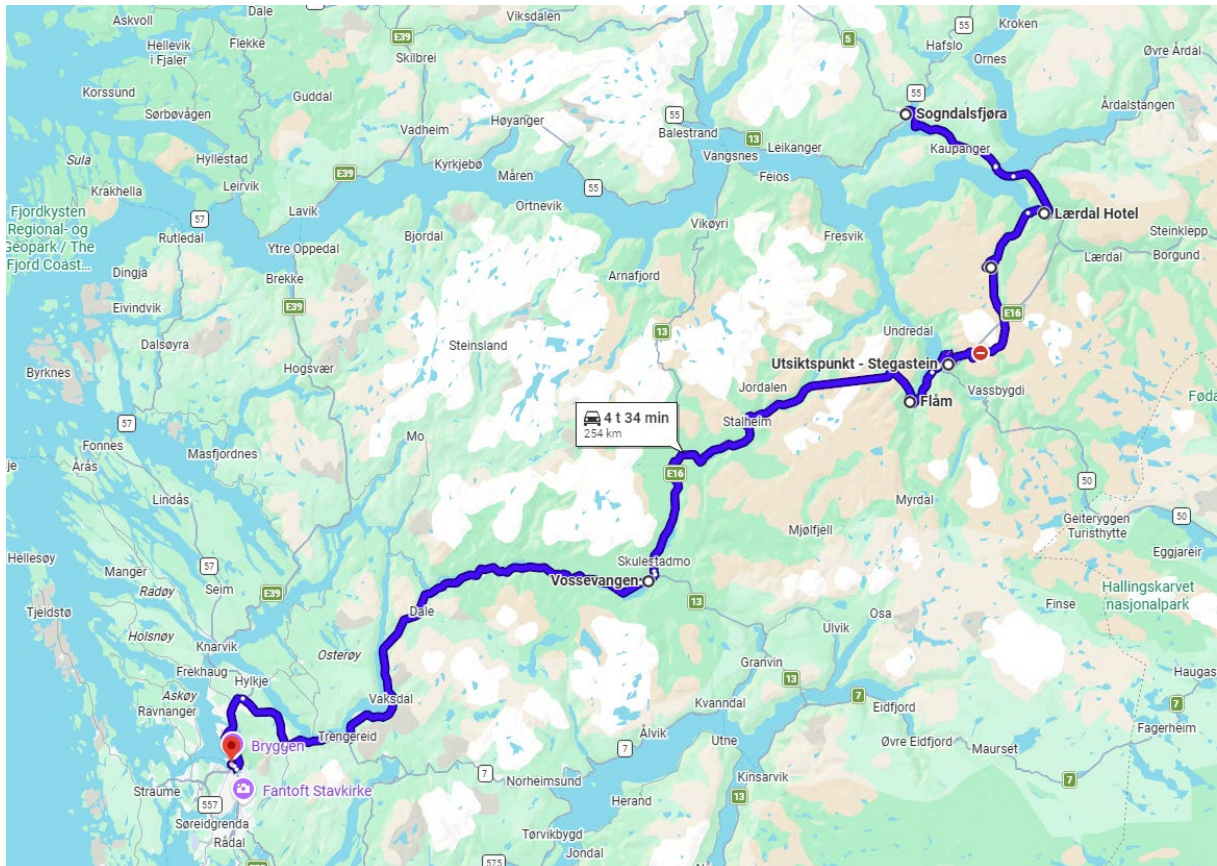 Askvoll
Dale
Viksdalen
55
Kroken
Hellevik
i Fjaler
Flekke
E39
Skilbrei
5
Hafslo
Ornes
Øvre Årdal
Korssund
Guddal
55
Sørbøvågen
Sogndalsfjøra
Årdalstangen
Vadheim
Høyanger
55
Balestrand
13
Leikanger
Kaupanger
Sula
Hyllestad
E39
Kyrkjebø
Vangsnes
Måren
Feios
Krakhella
Leirvik
55
Lærdal Hotel
Fjordkysten
Regional- og
Geopark / The
Fjord Coast...
57
Lavik
Ortnevik
Vikøyri
Steinklepp
Rutledal
Bjordal
Fresvik
Ytre Oppedal
Lærdal
Borgund
Dingja
Brekke
Arnafjord
Eivindvik
E39
E16
13
Undredal
Dalsøyra
Steinsland
Utsiktspunkt - Stegastein
Byrknes
Hogsvær
Jordalen
Vassbygdi
Flåm
4 t 34 min
254 km
Stalheim
Fonnes
Mo
Årås
Masfjordnes
E16
50
Lindås
Myrdal
Geiteryggen
Turisthytte
50
Mjølfjell
Hellesøy
Eggjareir
57
Skulestadmo
Manger
Seim
E39
Vossevangen
Hallingskarvet
nasjonalpark
Radøy
13
Tjeldstø
Dale
Osa
Finse
Holsnøy
Ulvik
Knarvik
Osterøy
Granvin
Frekhaug
Hylkje
13
Askøy
Vaksdal
7
Haugas
Ravnanger
Kvanndal
Eidfjord
7
Trengereid
Ålvik
Fagerheim
Bryggen
Utne
Øvre Eidfjord
7
Maurset
7
Norheimsund
Kinsarvik
7
Straume
Fantoft Stavkirke
13
557
Herand
Søreidgrenda
Rådal
Tørvikbygd
Jondal
575